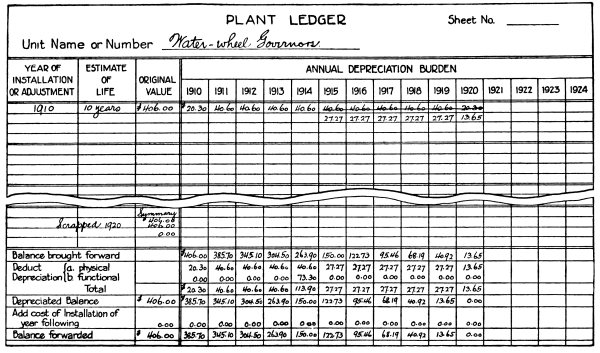 PLANT LEDGER Sheet No.
Unit Name or Number Water-wheel Governors
YEAR OF INSTALLATION OR ADJUSTMENT ESTIMATE OF LIFE ORIGINAL VALUE ANNUAL DEPRECIATION BURDEN
1910 1911 1912 1913 1914 1915 1916 1917 1918 1919 1920 1921 1922 1923 1924
1910 10 years $406.00 $20.30 40.60 40.60 40.60 40.60 40.60 40.60 40.60 40.60 40.60 20.30
27.27 27.27 27.27 27.27 27.27 13.65
Summary
406.00
Scrapped 1920 406.00
0.00
Balance brought forward $406.00 385.70 345.10 304.50 263.90 150.00 122.73 95.46 68.19 40.92 13.65
Deduct {a. physical 20.30 40.60 40.60 40.60 40.60 27.27 27.27 27.27 27.27 27.27 13.65
Depreciation {b functional 0.00 0.00 0.00 0.00 73.30 0.00 0.00 0.00 0.00 0.00 0.00
Total $20.30 40.60 40.60 40.60 113.90 27.27 27.27 27.27 27.27 27.27 13.65
Depreciated Balance $406.00 $385.70 345.10 304.50 263.90 150.00 122.73 95.46 68.19 40.92 13.65 0.00
Add cost of Installation of
year following 0.00 0.00 0.00 0.00 0.00 0.00 0.00 0.00 0.00 0.00 0.00 0.00
Balance forwarded $406.00 385.70 345.10 304.50 263.90 150.00 122.73 95.46 68.19 40.92 13.65 0.00